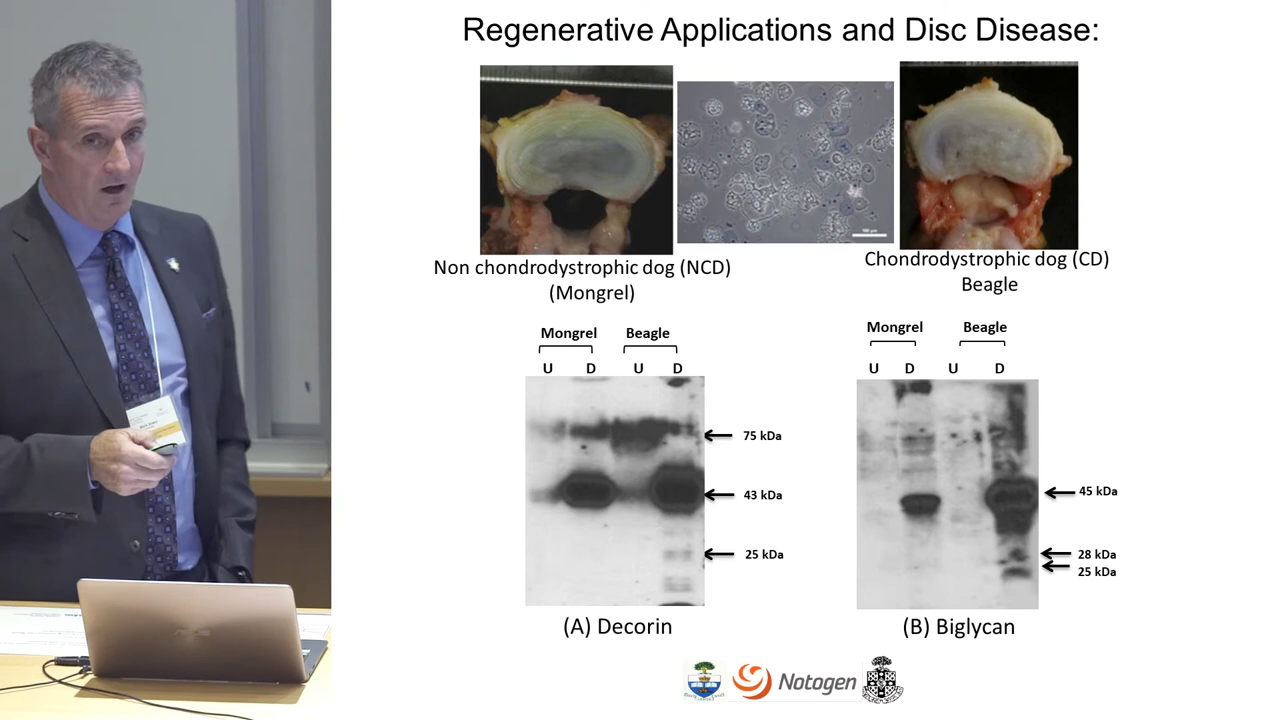 Regenerative Applications and Disc Disease:
Non chondrodystrophic dog (NCD)
(Mongrel)
Chondrodystrophic dog (CD)
Beagle
Mongrel Beagle
U D U D
75 kDa
43 kDa
25 kDa
(A) Decorin
Mongrel Beagle
U D U D
45 kDa
28 kDa
25 kDa
(B) Biglycan
Notogen